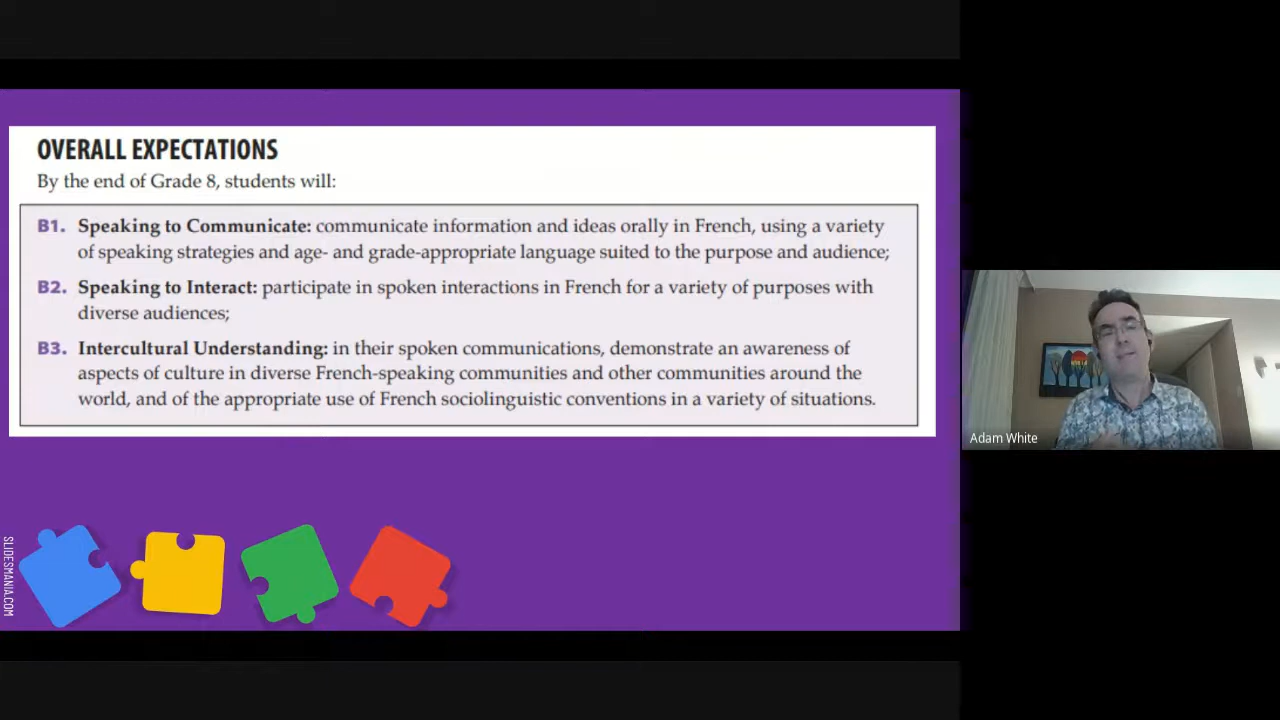 OVERALL EXPECTATIONS
By the end of Grade 8, students will:
B1. Speaking to Communicate: communicate information and ideas orally in French, using a variety
of speaking strategies and age- and grade-appropriate language suited to the purpose and audience;
B2. Speaking to Interact: participate in spoken interactions in French for a variety of purposes with
diverse audiences;
B3. Intercultural Understanding: in their spoken communications, demonstrate an awareness of
aspects of culture in diverse French-speaking communities and other communities around the
world, and of the appropriate use of French sociolinguistic conventions in a variety of situations.
SLIDESMANIA.COM
Adam White